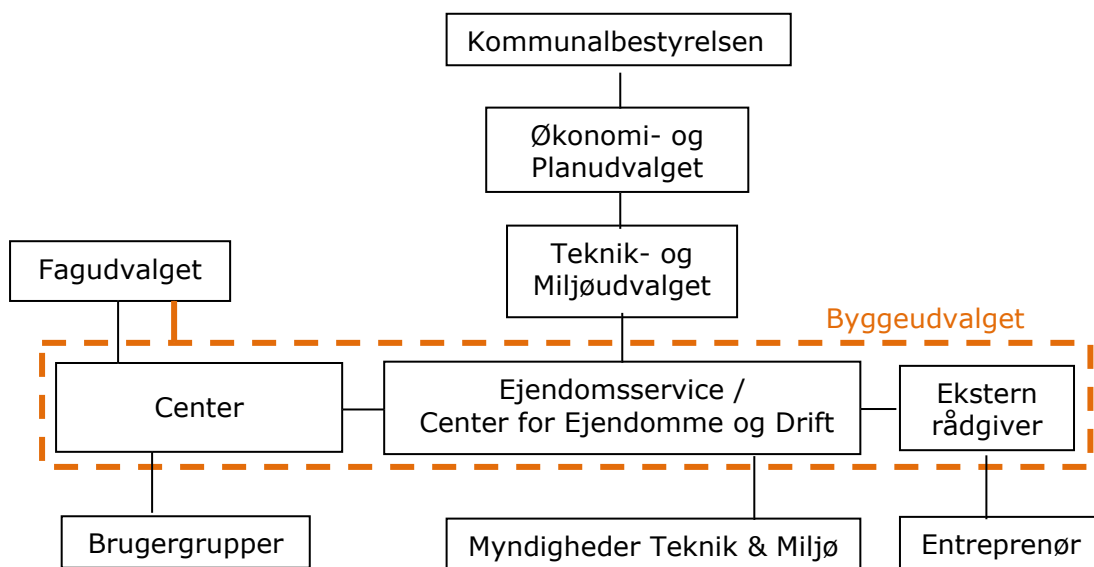 Kommunalbestyrelsen
Økonomi- og
Planudvalget
Teknik- og
Miljøudvalget
Fagudvalget
Byggeudvalget
Center
Ejendomsservice /
Center for Ejendomme og Drift
Ekstern
rådgiver
Brugergrupper
Myndigheder Teknik & Miljø
Entreprenør